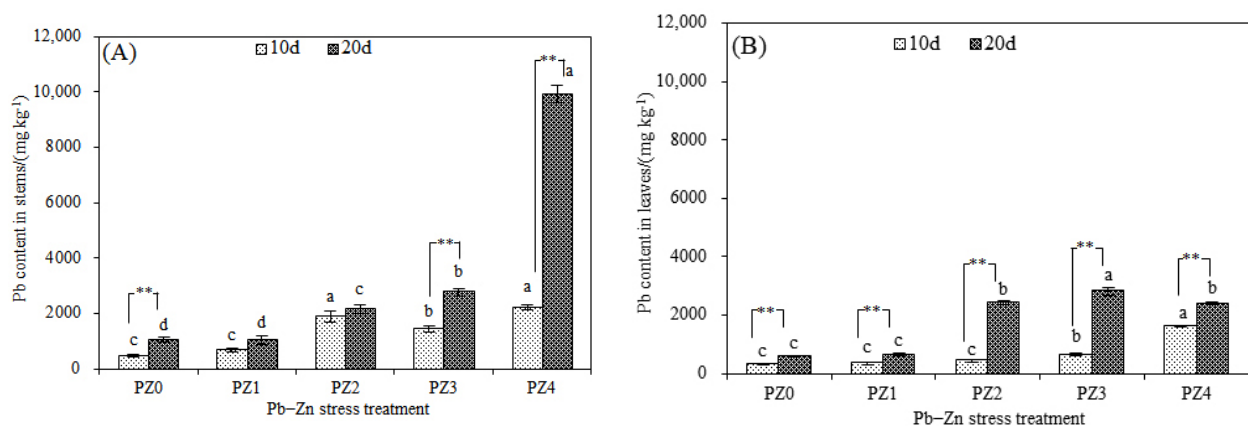 (A)
10d 20d
Pb content in stems/(mg kg-1)
12,000
10,000
8000
6000
4000
2000
0
** c d
c d
a c
** b b
** a a
PZ0 PZ1 PZ2 PZ3 PZ4
Pb−Zn stress treatment
(B)
10d 20d
Pb content in leaves/(mg kg-1)
12,000
10,000
8000
6000
4000
2000
0
** c c
** c c
** c b
** b a
** a b
PZ0 PZ1 PZ2 PZ3 PZ4
Pb−Zn stress treatment